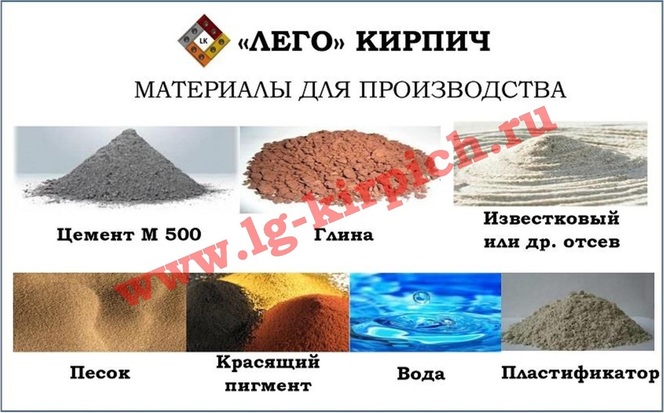 LK
«ЛЕГО» КИРПИЧ
МАТЕРИАЛЫ ДЛЯ ПРОИЗВОДСТВА
www.lg-kirpich.ru
Цемент М 500
Глина
Известковый
или др. отсев
Песок
Красящий
пигмент
Вода
Пластификатор